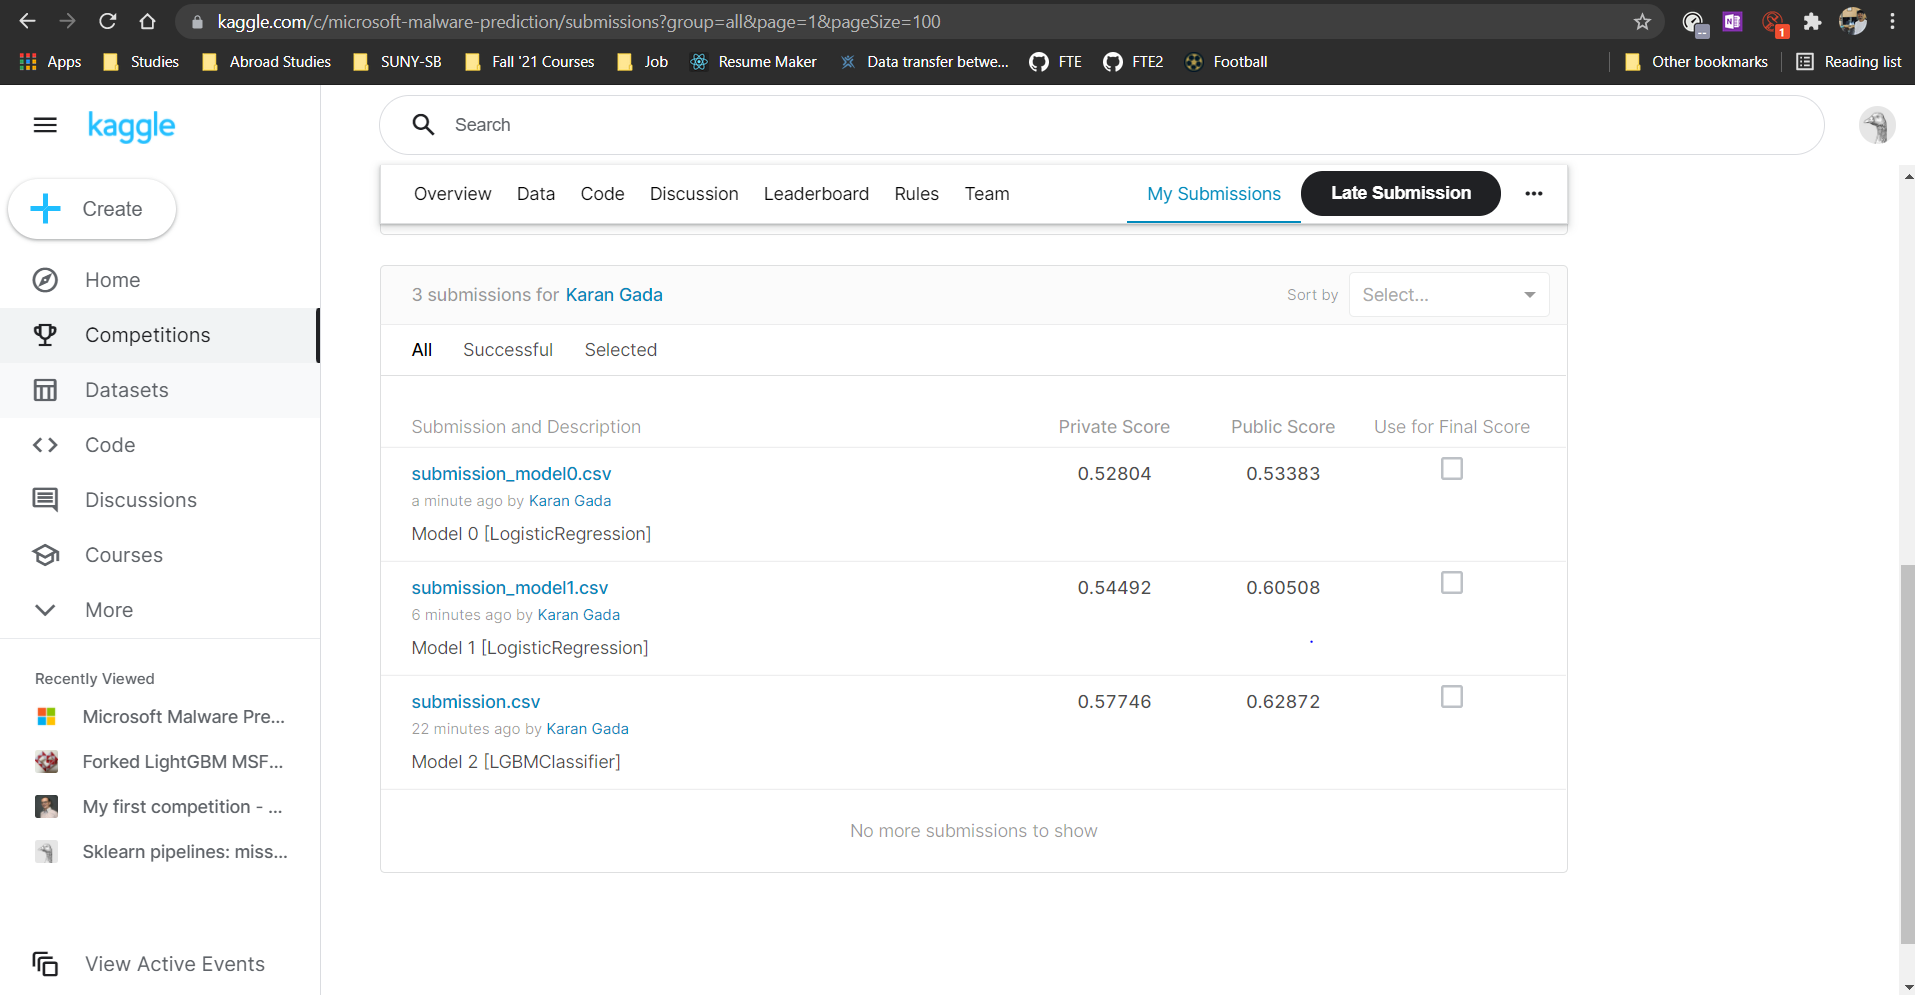 kaggle.com/c/microsoft-malware-prediction/submissions?group=all&page=1&pageSize=100
1
Apps Studies Abroad Studies SUNY-SB Fall '21 Courses Job Resume Maker Data transfer betwe... FTE FTE2 Football Other bookmarks Reading list
kaggle
Search
Create
Home
Competitions
Datasets
Code
Discussions
Courses
More
Recently Viewed
Microsoft Malware Pre...
Forked LightGBM MSF...
My first competition - ...
Sklearn pipelines: miss...
View Active Events
Overview Data Code Discussion Leaderboard Rules Team My Submissions Late Submission ...
3 submissions for Karan Gada Sort by Select...
All Successful Selected
Submission and Description Private Score Public Score Use for Final Score
submission_model0.csv 0.52804 0.53383
a minute ago by Karan Gada
Model 0 [LogisticRegression]
submission_model1.csv 0.54492 0.60508
6 minutes ago by Karan Gada
Model 1 [LogisticRegression]
submission.csv 0.57746 0.62872
22 minutes ago by Karan Gada
Model 2 [LGBMClassifier]
No more submissions to show